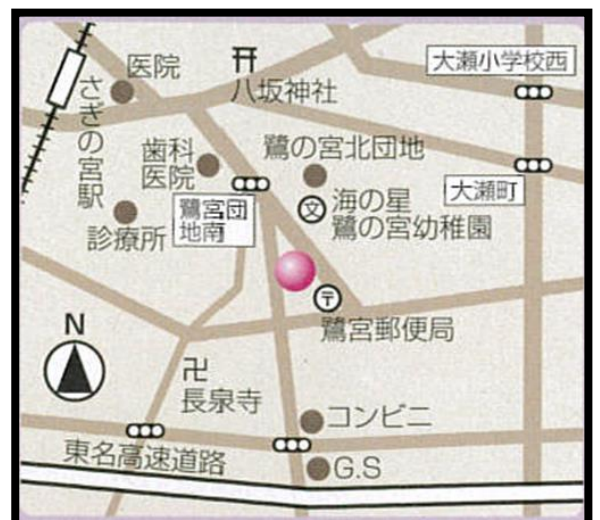 医院
八坂神社
大瀬小学校西
さぎの宮駅
歯科
医院
鷺の宮北団地
大瀬町
文
海の星
鷺の宮幼稚園
鷺宮団
地南
診療所
〒
鷺宮郵便局
N
卍
長泉寺
コンビニ
東名高速道路
G.S